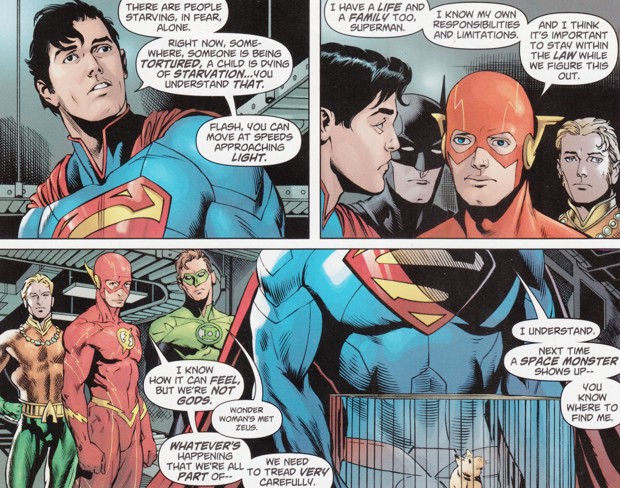 THERE ARE PEOPLE
STARVING, IN FEAR,
ALONE.
RIGHT NOW, SOME-
WHERE, SOMEONE IS BEING
TORTURED, A CHILD IS DYING
OF STARVATION...YOU
UNDERSTAND THAT.
FLASH, YOU CAN
MOVE AT SPEEDS
APPROACHING
LIGHT.
I HAVE A LIFE AND
A FAMILY TOO,
SUPERMAN.
I KNOW MY OWN
RESPONSIBILITIES
AND LIMITATIONS.
AND I THINK
IT'S IMPORTANT
TO STAY WITHIN
THE LAW WHILE
WE FIGURE THIS
OUT.
I KNOW
HOW IT CAN FEEL,
BUT WE'RE NOT
GODS.
WONDER
WOMAN'S MET
ZEUS.
WHATEVER'S
HAPPENING
THAT WE'RE ALL
PART OF--
WE NEED
TO TREAD VERY
CAREFULLY.
I UNDERSTAND.
NEXT TIME
A SPACE MONSTER
SHOWS UP--
YOU
KNOW
WHERE TO
FIND ME.